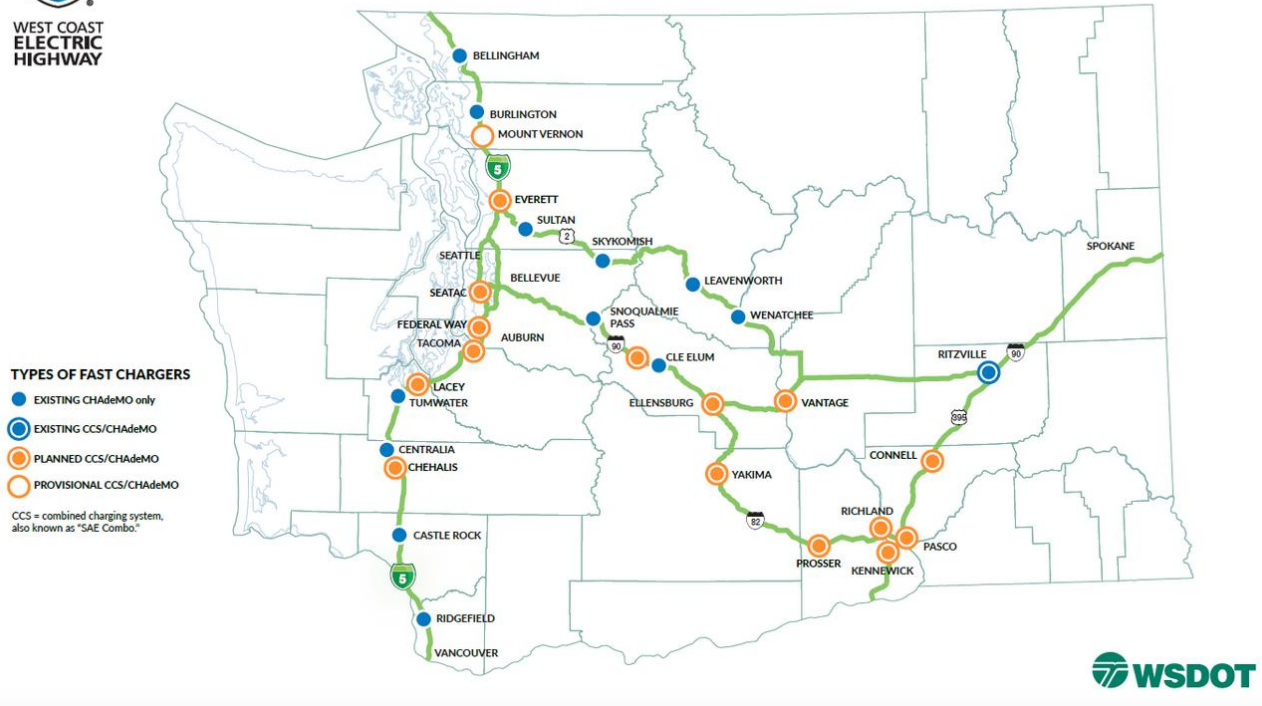 ®
WEST COAST
ELECTRIC
HIGHWAY
BELLINGHAM
BURLINGTON
MOUNT VERNON
5
EVERETT
SULTAN
2
SKYKOMISH
SPOKANE
SEATTLE
BELLEVUE
LEAVENWORTH
SEATAC
SNOQUALMIE
PASS
WENATCHEE
FEDERAL WAY
AUBURN
TACOMA
90
CLE ELUM
RITZVILLE
90
LACEY
TUMWATER
ELLENSBURG
VANTAGE
395
TYPES OF FAST CHARGERS
EXISTING CHAdeMO only
EXISTING CCS/CHAdeMO
PLANNED CCS/CHAdeMO
PROVISIONAL CCS/CHAdeMO
CCS = combined charging system,
also known as "SAE Combo."
CENTRALIA
CHEHALIS
CONNELL
YAKIMA
RICHLAND
82
CASTLE ROCK
PASCO
PROSSER
KENNEWICK
5
RIDGEFIELD
VANCOUVER
WSDOT